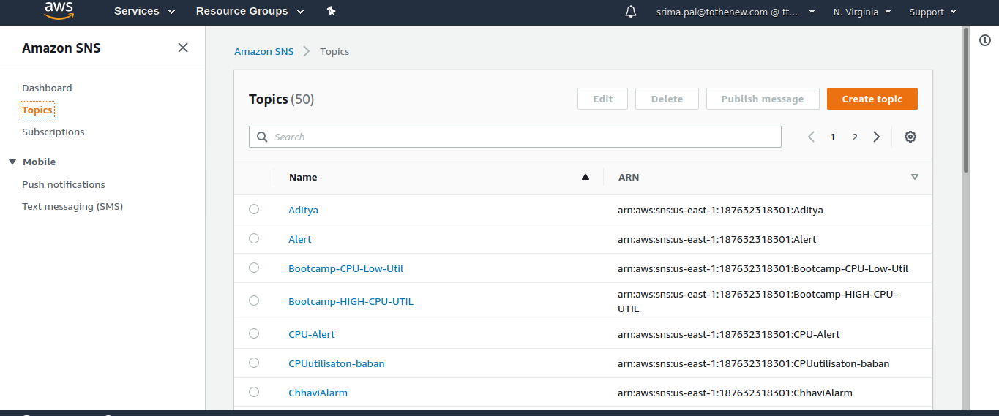 aws
Services
Resource Groups
srima.pal@tothenew.com @ tt...
N. Virginia
Support
Amazon SNS
Dashboard
Topics
Subscriptions
Mobile
Push notifications
Text messaging (SMS)
Amazon SNS > Topics
Topics (50)
Edit
Delete
Publish message
Create topic
Search
1 2
Name ARN
Aditya arn:aws:sns:us-east-1:187632318301:Aditya
Alert arn:aws:sns:us-east-1:187632318301:Alert
Bootcamp-CPU-Low-Util arn:aws:sns:us-east-1:187632318301:Bootcamp-CPU-Low-Util
Bootcamp-HIGH-CPU-UTIL arn:aws:sns:us-east-1:187632318301:Bootcamp-HIGH-CPU-
UTIL
CPU-Alert arn:aws:sns:us-east-1:187632318301:CPU-Alert
CPUutilisaton-baban arn:aws:sns:us-east-1:187632318301:CPUutilisaton-baban
ChhaviAlarm arn:aws:sns:us-east-1:187632318301:ChhaviAlarm